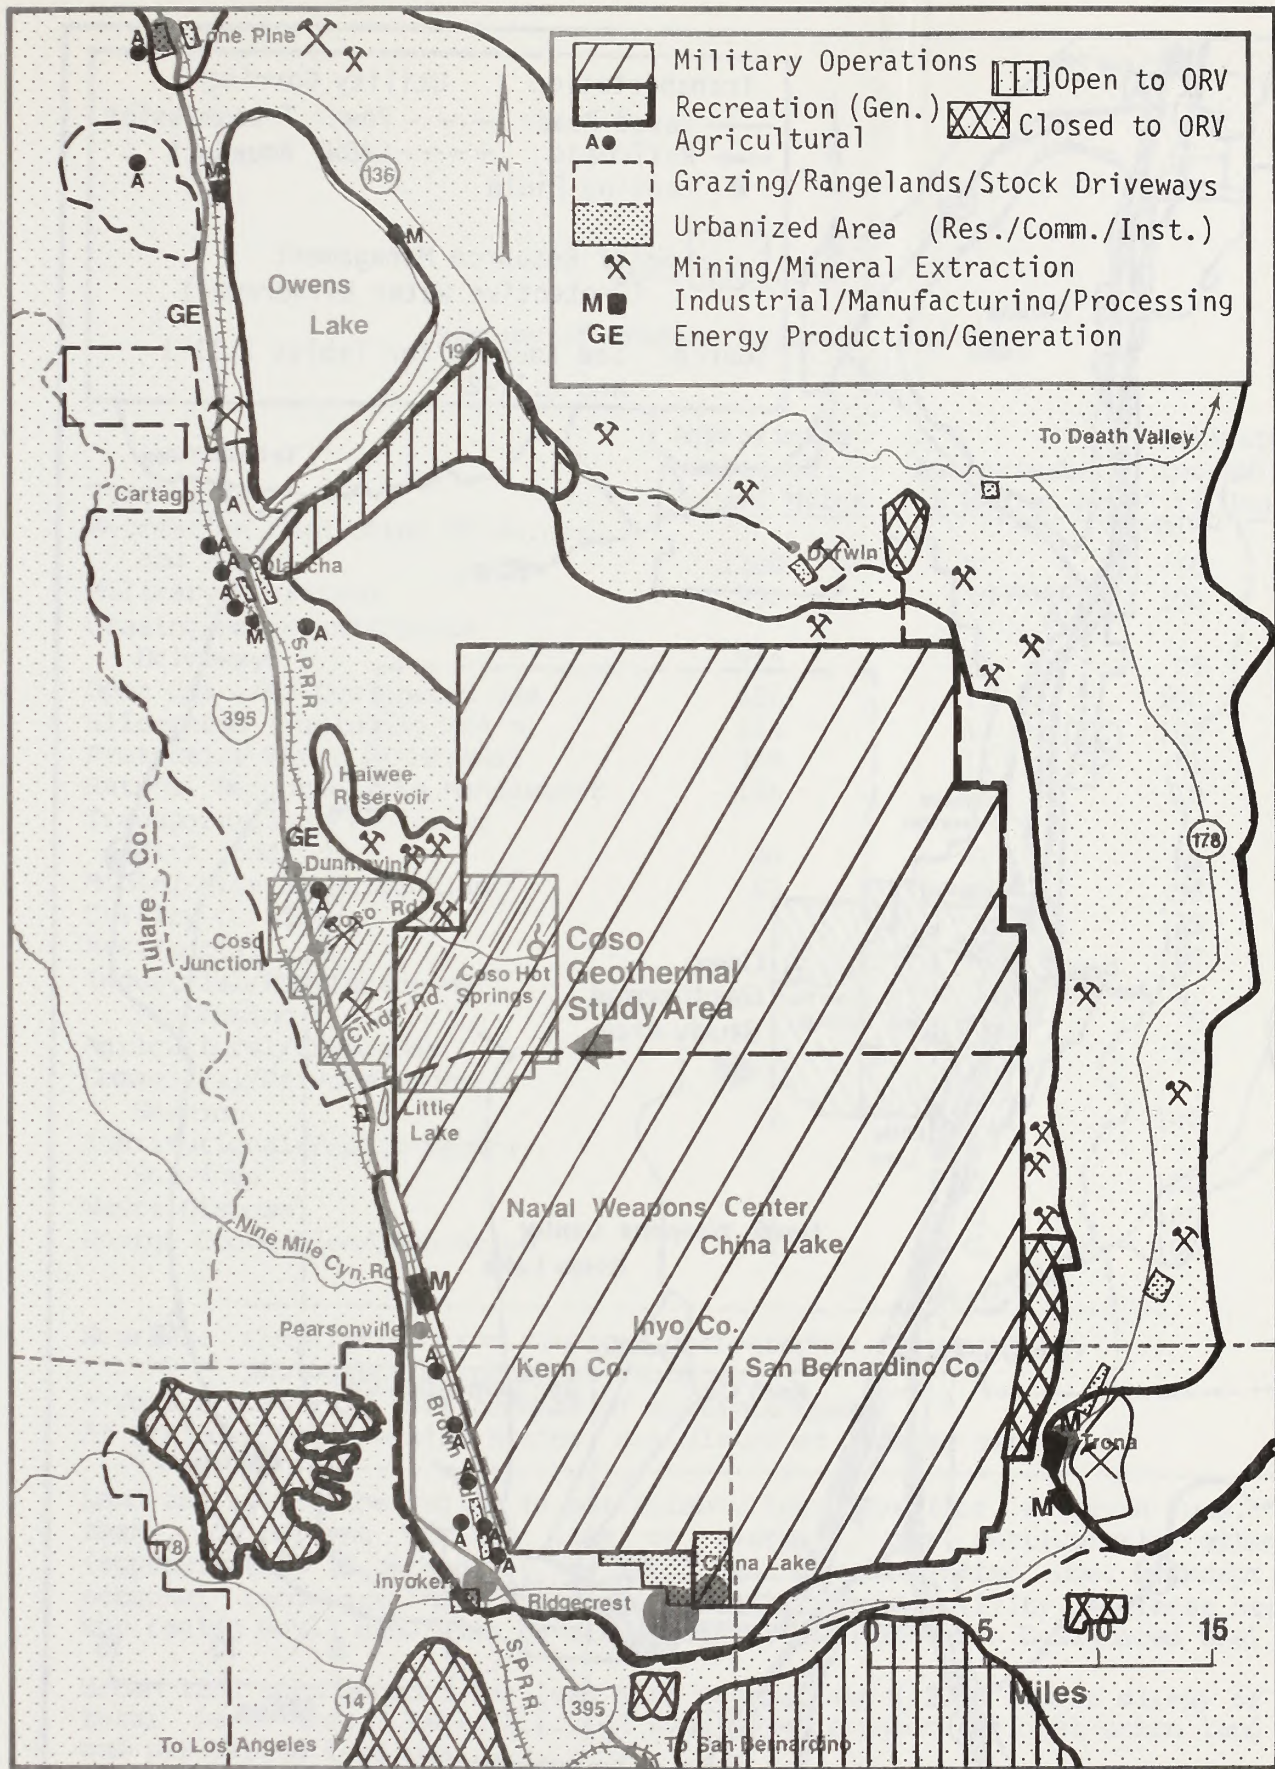 Lone Pine
A
Military Operations
Open to ORV
Recreation (Gen.)
Closed to ORV
A Agricultural
Grazing/Rangelands/Stock Driveways
Urbanized Area (Res./Comm./Inst.)
Mining/Mineral Extraction
M Industrial/Manufacturing/Processing
GE Energy Production/Generation
-N-
A
M
136
M
Owens
Lake
GE
190
To Death Valley
Cartago
A
A
A
Olancha
A
M
A
Darwin
S.P.R.R
395
Haiwee
Reservoir
Tulare Co.
GE
Dunmovin
178
A
Coso Rd.
Coso
Junction
Coso Hot
Springs
Cinder Rd.
Coso
Geothermal
Study Area
Little
Lake
Naval Weapons Center
China Lake
Nine Mile Cyn. Rd.
M
Pearsonville
Inyo Co.
Kern Co.
San Bernardino Co
A
Brown Rd.
A
A
M
Trona
M
178
A
A
A
Inyokern
China Lake
Ridgecrest
S.P.R.R.
0 5 10 15
Miles
14
395
To Los Angeles
To San Bernardino